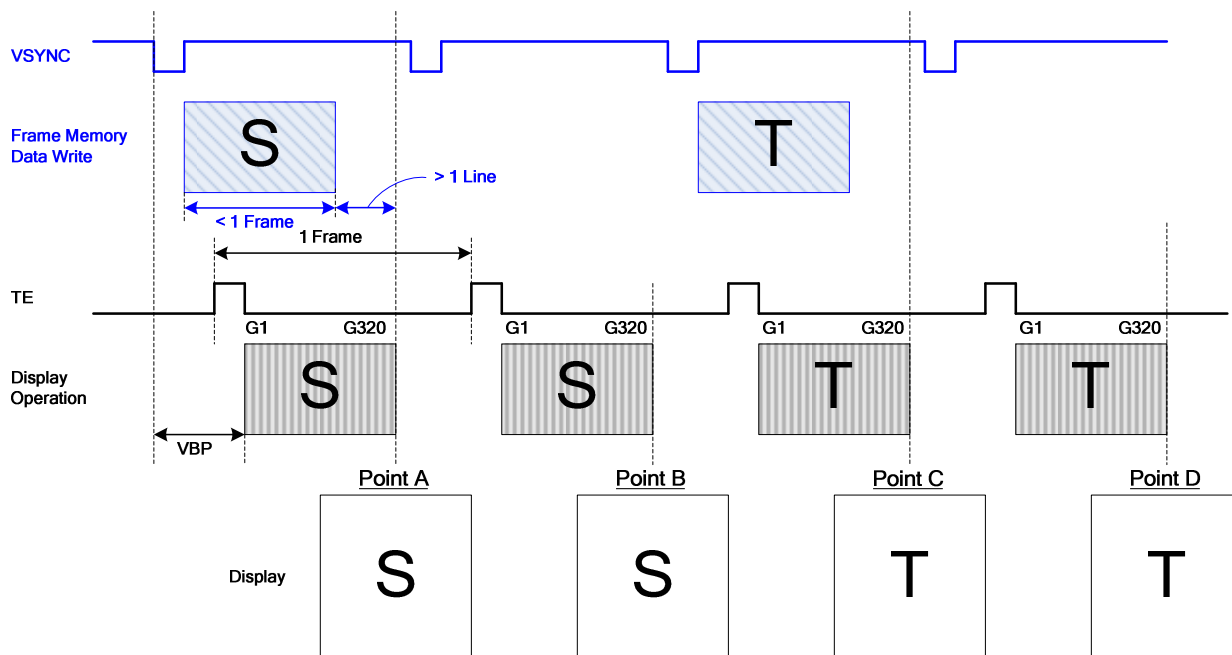 VSYNC
Frame Memory
Data Write
S
T
> 1 Line
< 1 Frame
1 Frame
TE
G1
G320
G1
G320
G1
G320
G1
G320
Display
Operation
S
S
T
T
VBP
Point A
Point B
Point C
Point D
Display
S
S
T
T